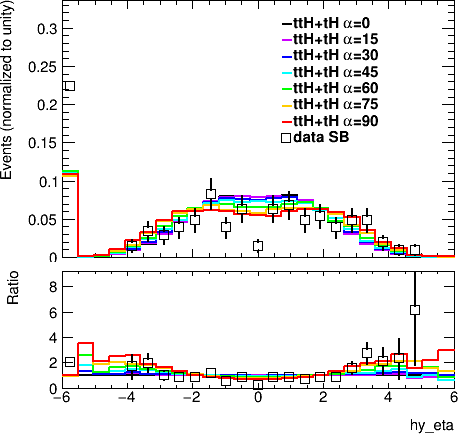 Events (normalized to unity)
0.3
0.25
0.2
0.15
0.1
0.05
0
ttH+tH α=0
ttH+tH α=15
ttH+tH α=30
ttH+tH α=45
ttH+tH α=60
ttH+tH α=75
ttH+tH α=90
data SB
Ratio
8
6
4
2
0
−6 −4 −2 0 2 4 6
hy_eta